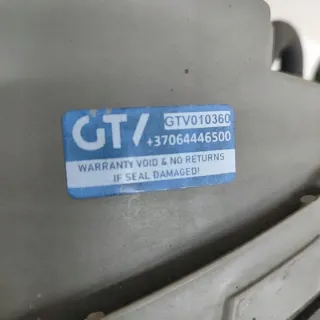 GTV GTV010360
+37064446500
WARRANTY VOID & NO RETURNS
IF SEAL DAMAGED!